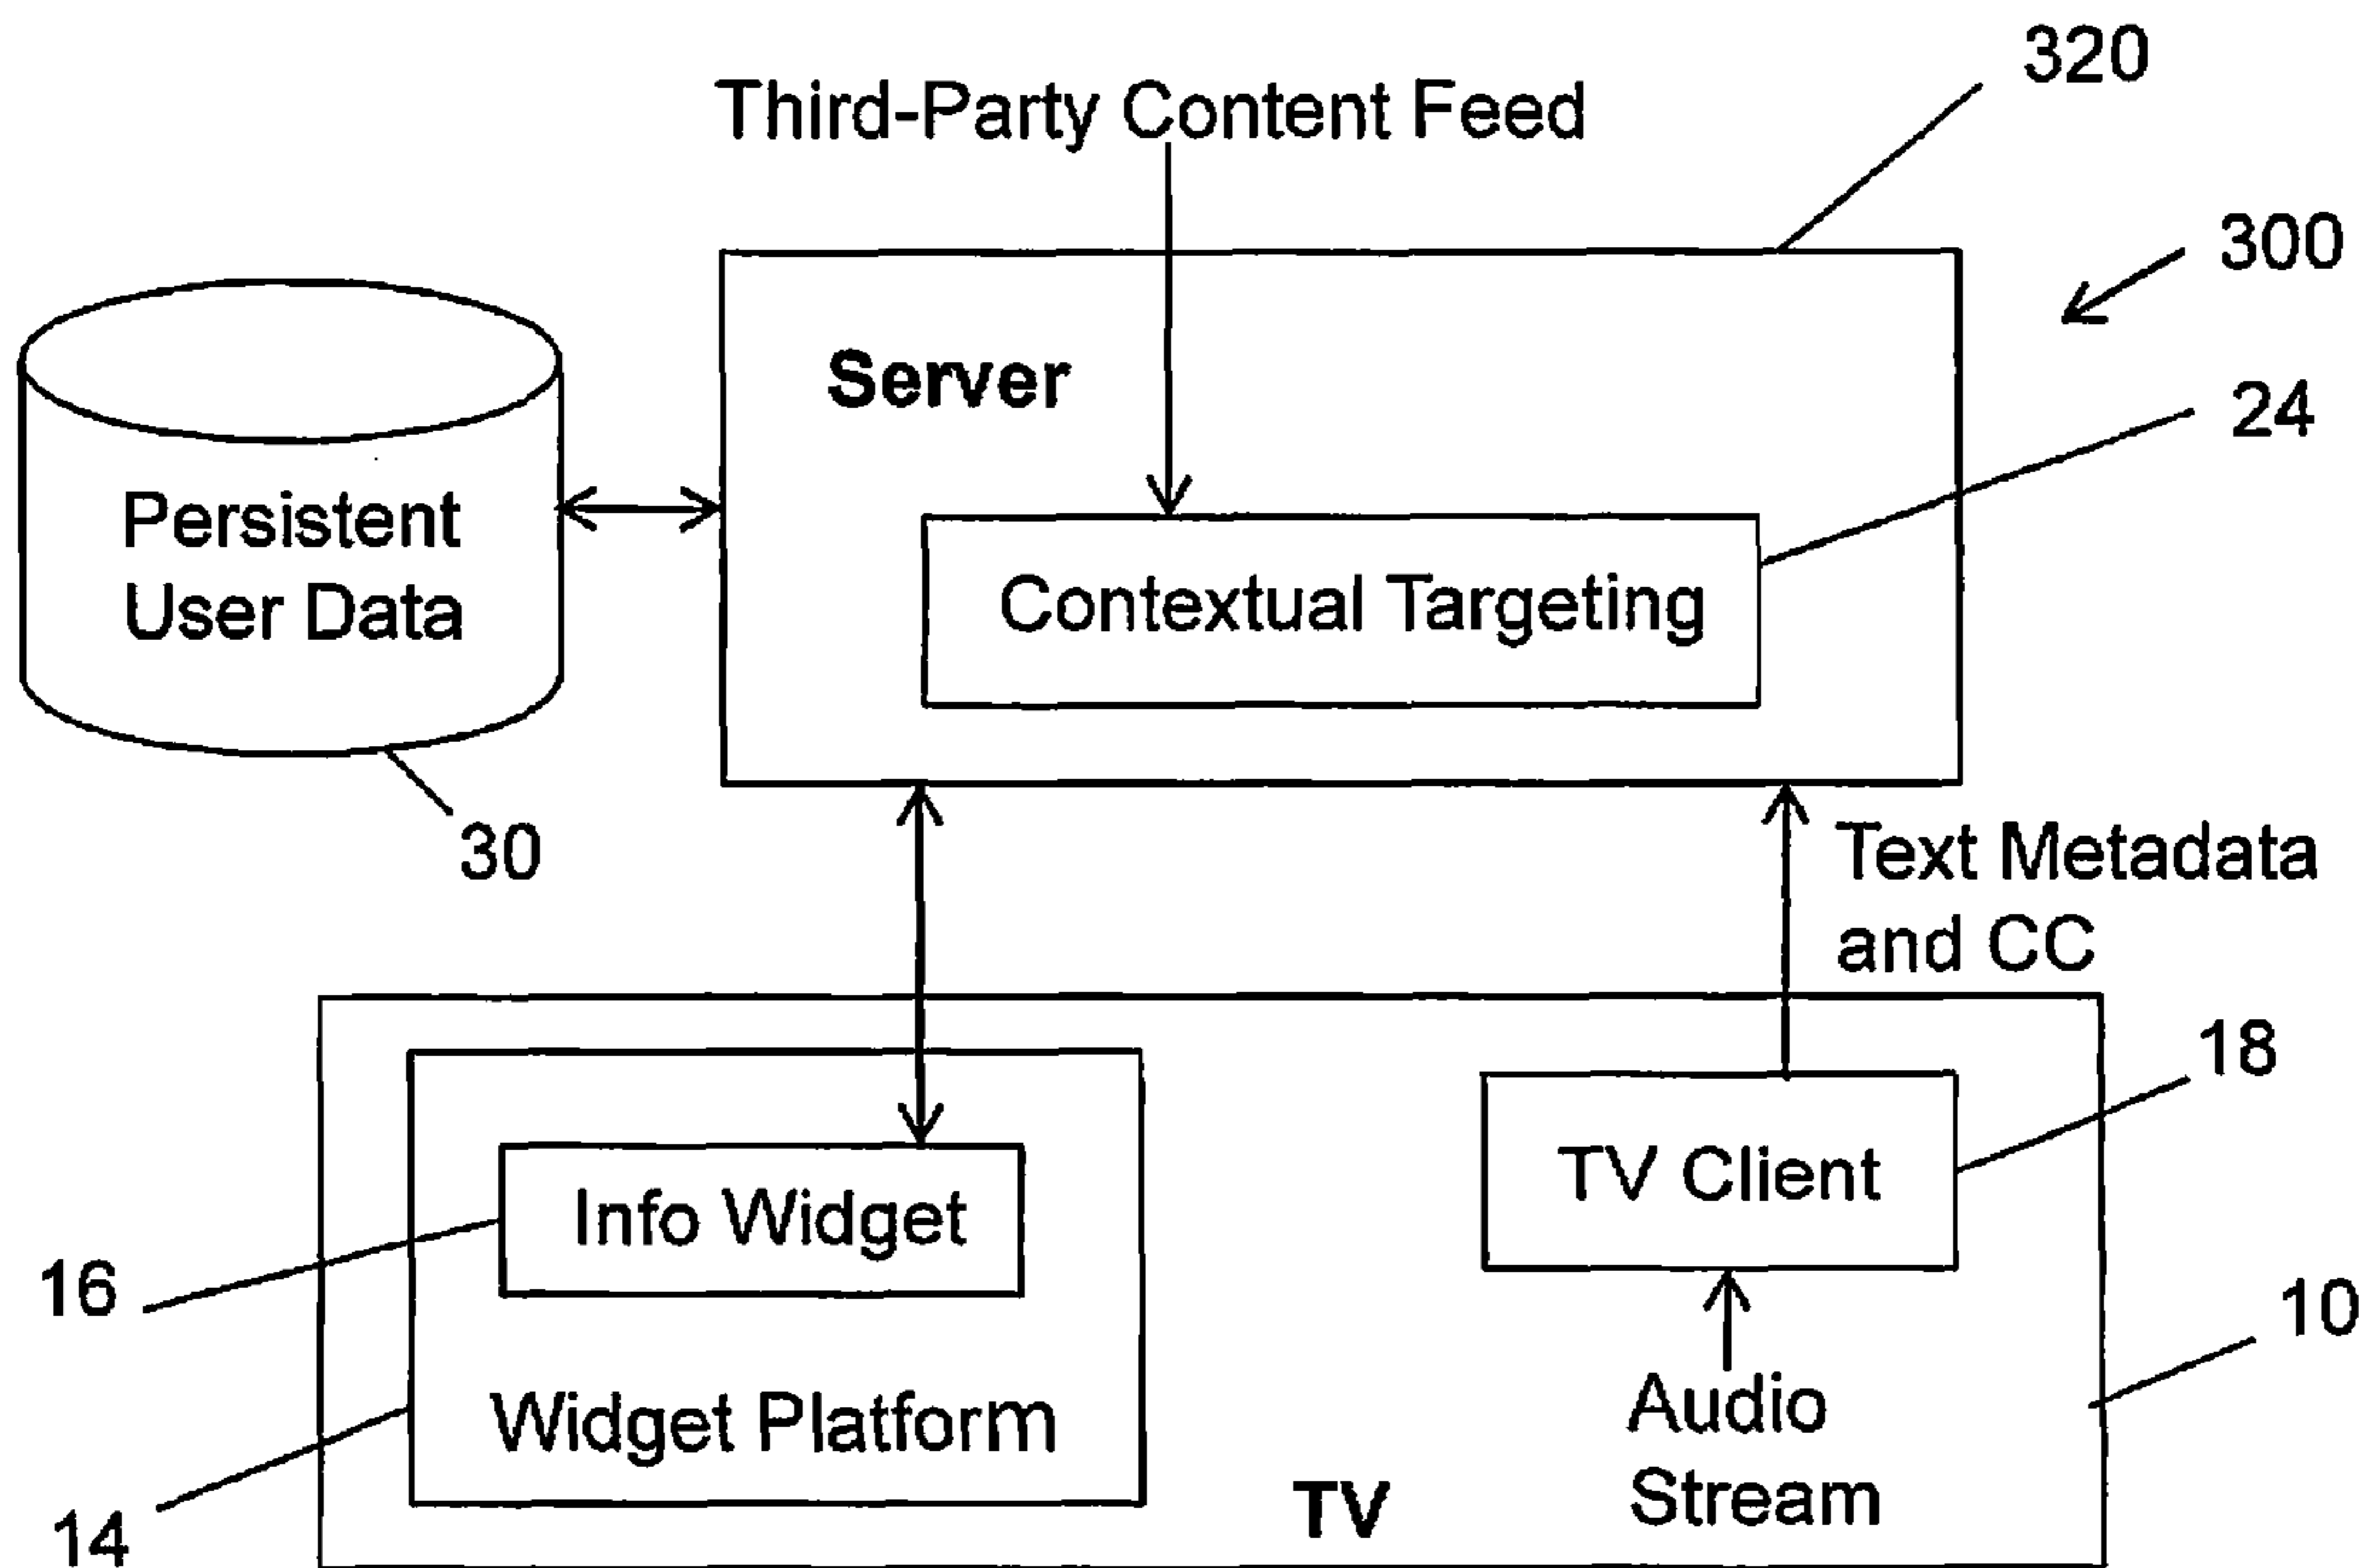 320
Third-Party Content Feed
300
Server
24
Persistent
User Data
Contextual Targeting
30
Text Metadata
and CC
18
TV Client
Info Widget
16
10
Widget Platform
Audio
Stream
TV
14